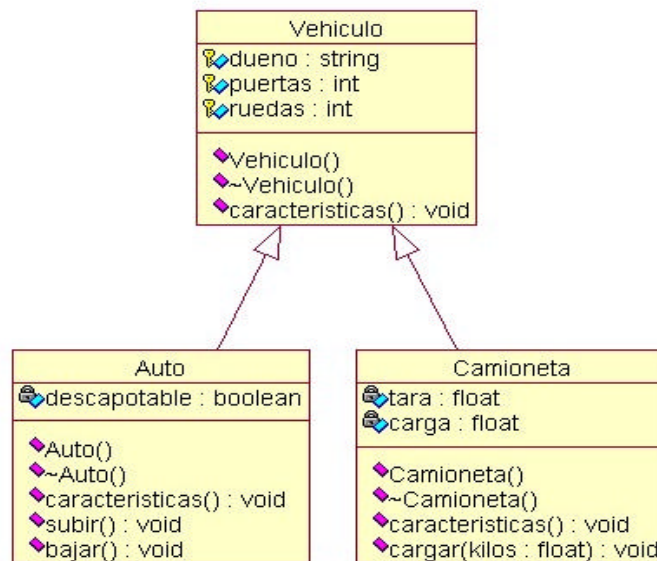 Vehiculo
dueno : string
puertas : int
ruedas : int
Vehiculo()
~Vehiculo()
caracteristicas() : void
Auto
descapotable : boolean
Auto()
~Auto()
caracteristicas() : void
subir() : void
bajar() : void
Camioneta
tara : float
carga : float
Camioneta()
~Camioneta()
caracteristicas() : void
cargar(kilos : float) : void